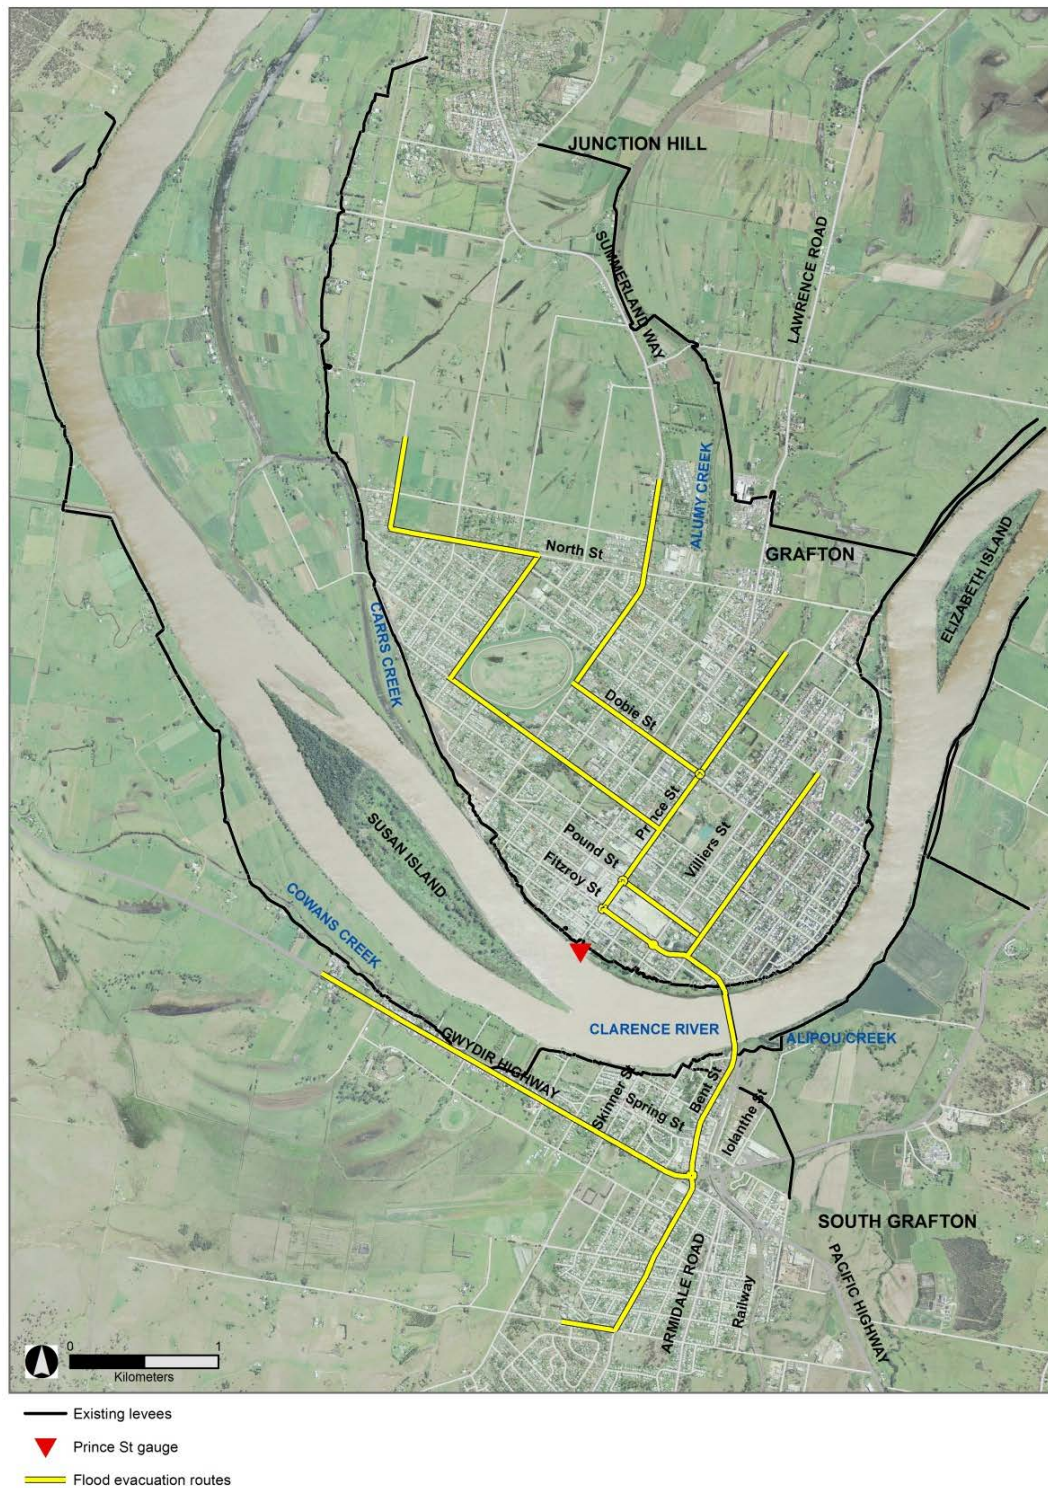 JUNCTION HILL
SUMMERLAND WAY
LAWRENCE ROAD
ALUMY CREEK
North St
GRAFTON
ELIZABETH ISLAND
CARRS CREEK
Dobie St
Prince St
SUSAN ISLAND
Pound St
Villiers St
Fitzroy St
COWANS CREEK
CLARENCE RIVER
ALIPOU CREEK
GWYDIR HIGHWAY
Skinner St
Spring St
Bent St
Iolanthe St
SOUTH GRAFTON
ARMIDALE ROAD
Railway
PACIFIC HIGHWAY
0 1
Kilometers
Existing levees
Prince St gauge
Flood evacuation routes